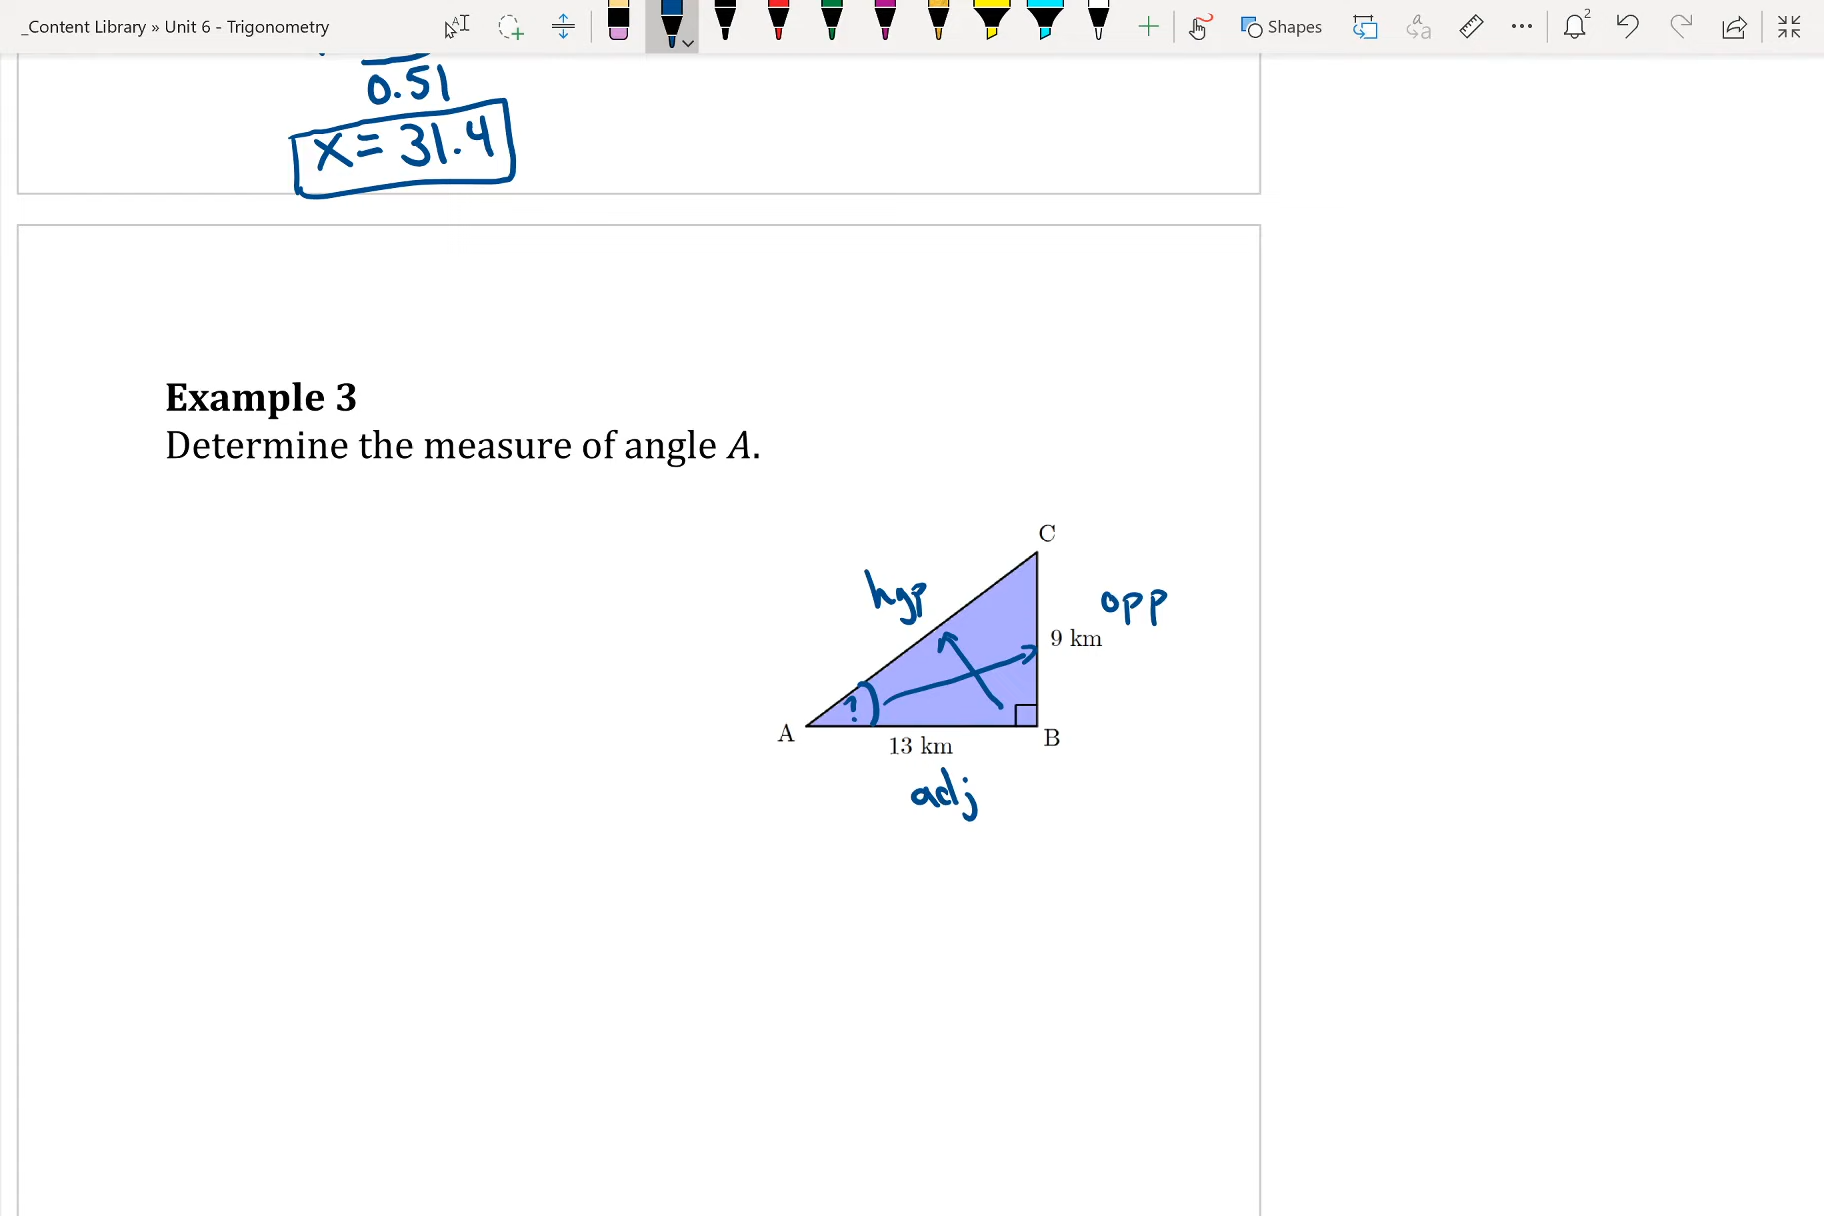 _Content Library » Unit 6 - Trigonometry
Shapes
2
0.51
x = 31.4
Example 3
Determine the measure of angle A.
C
hyp
opp
9 km
?
A
B
13 km
adj